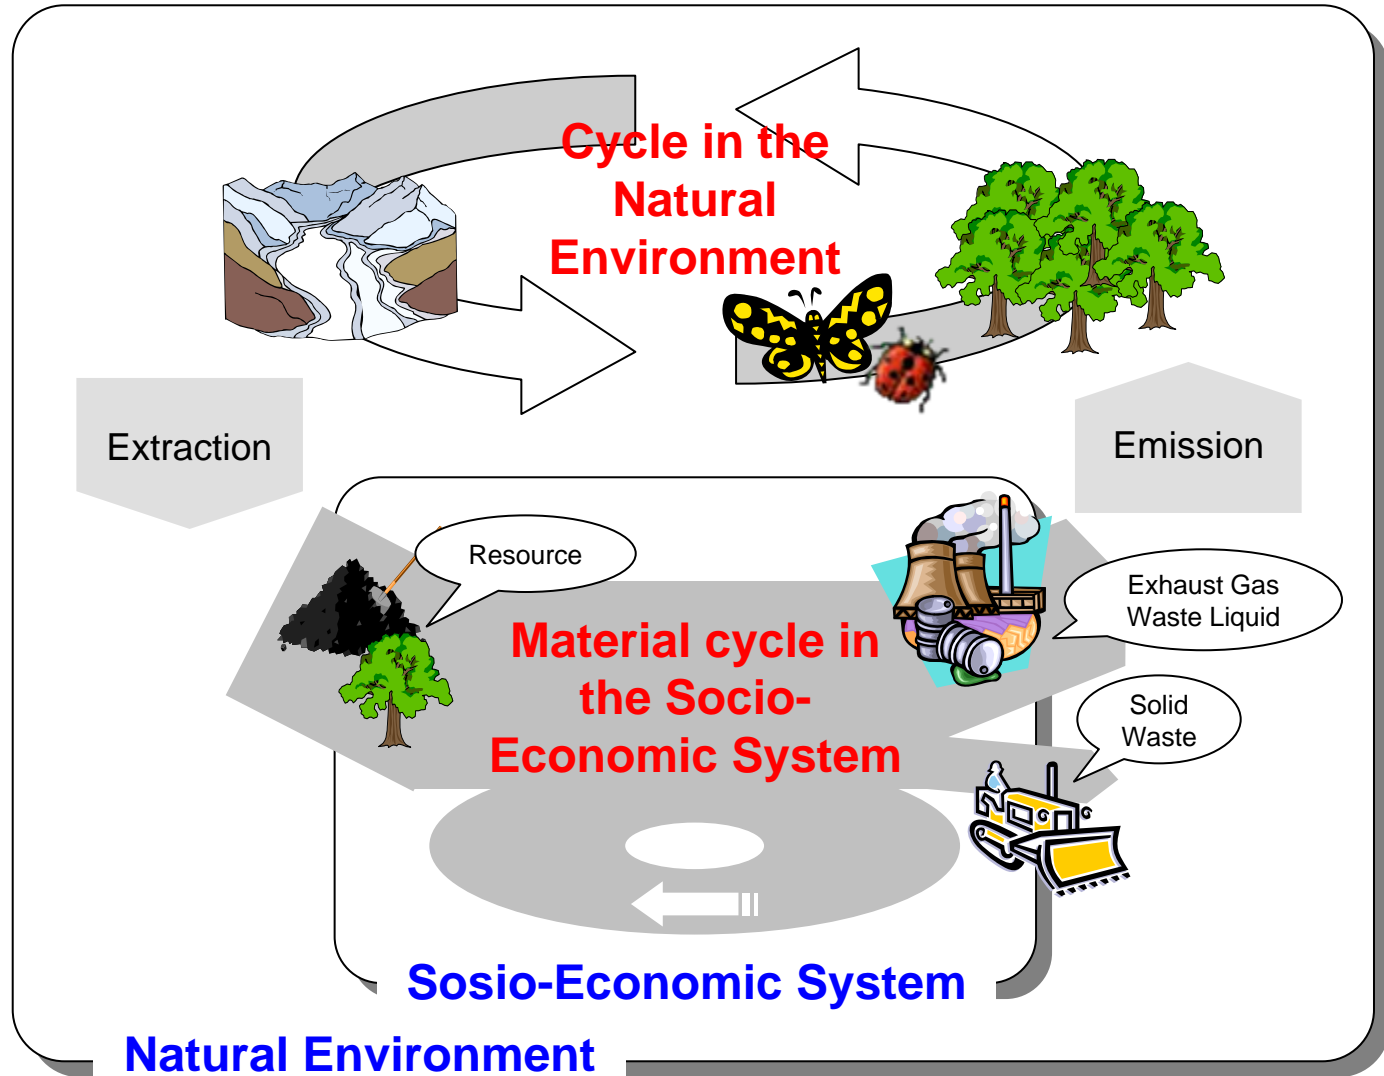 Cycle in the
Natural
Environment
Extraction
Emission
Resource
Exhaust Gas
Waste Liquid
Material cycle in
the Socio-
Economic System
Solid
Waste
Sosio-Economic System
Natural Environment